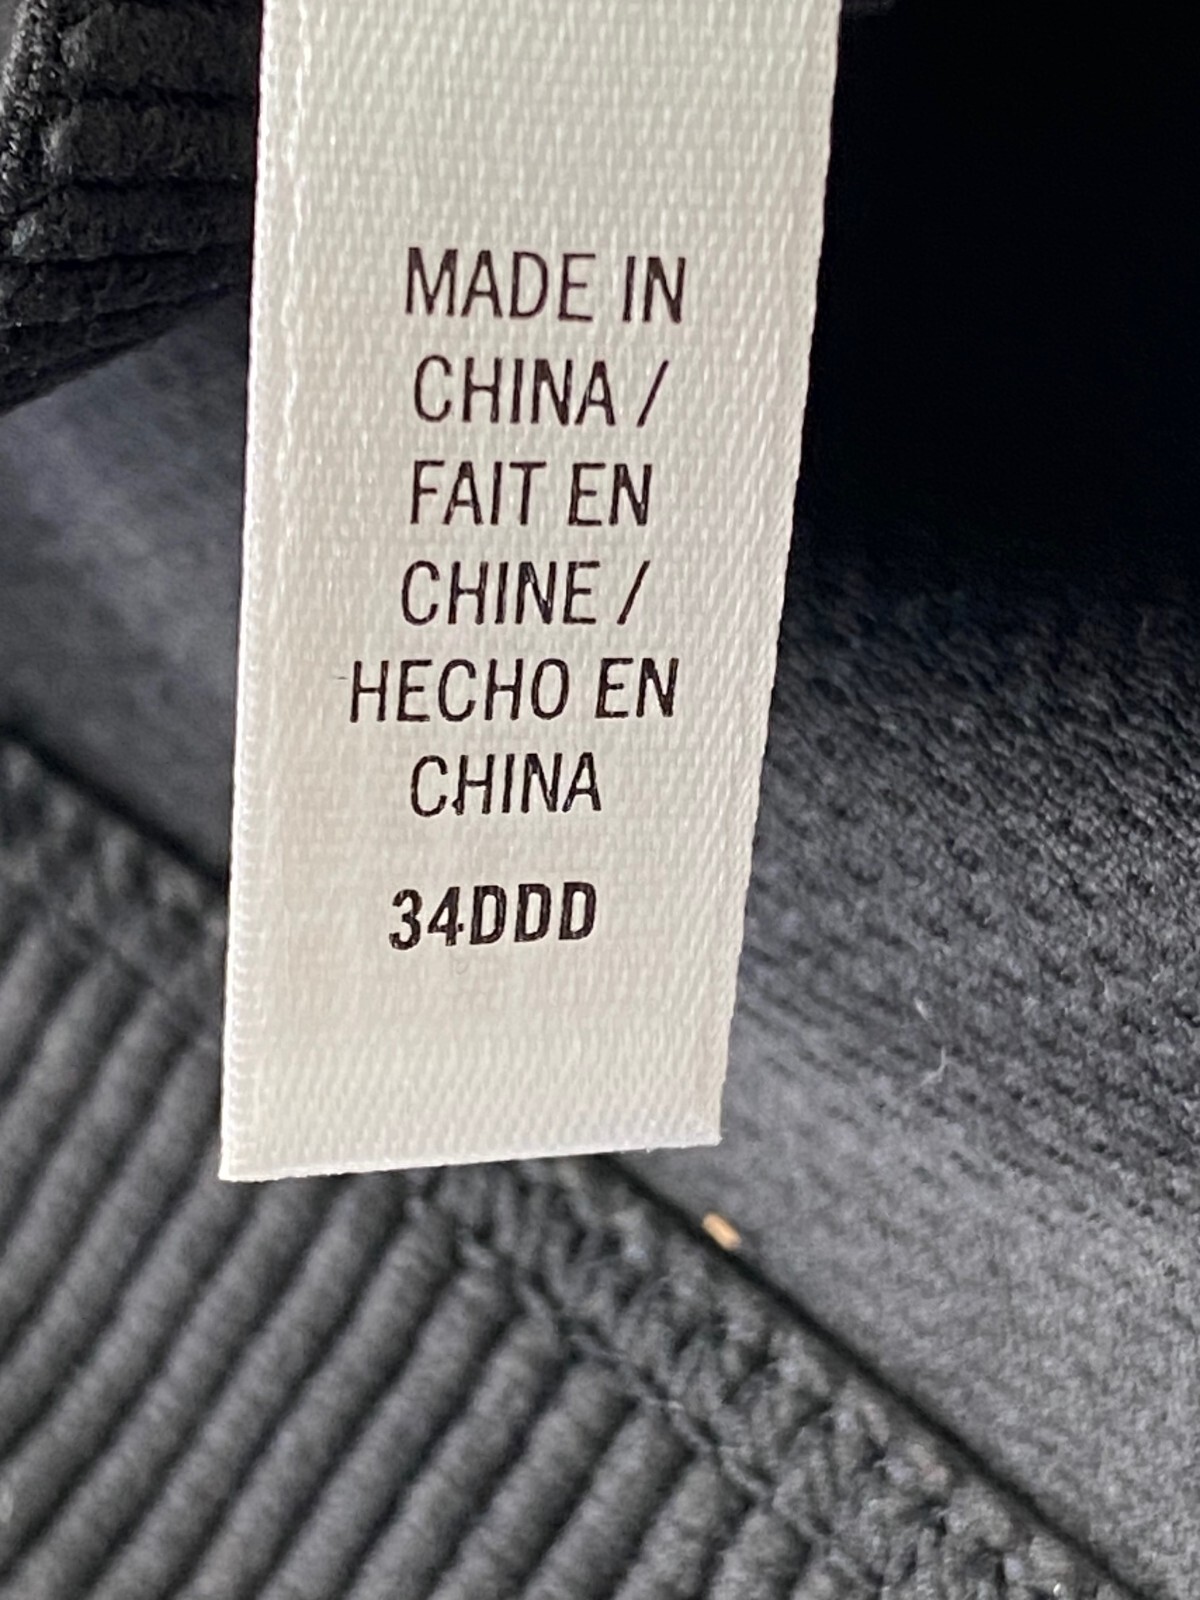 MADE IN
CHINA /
FAIT EN
CHINE /
HECHO EN
CHINA
34DDD